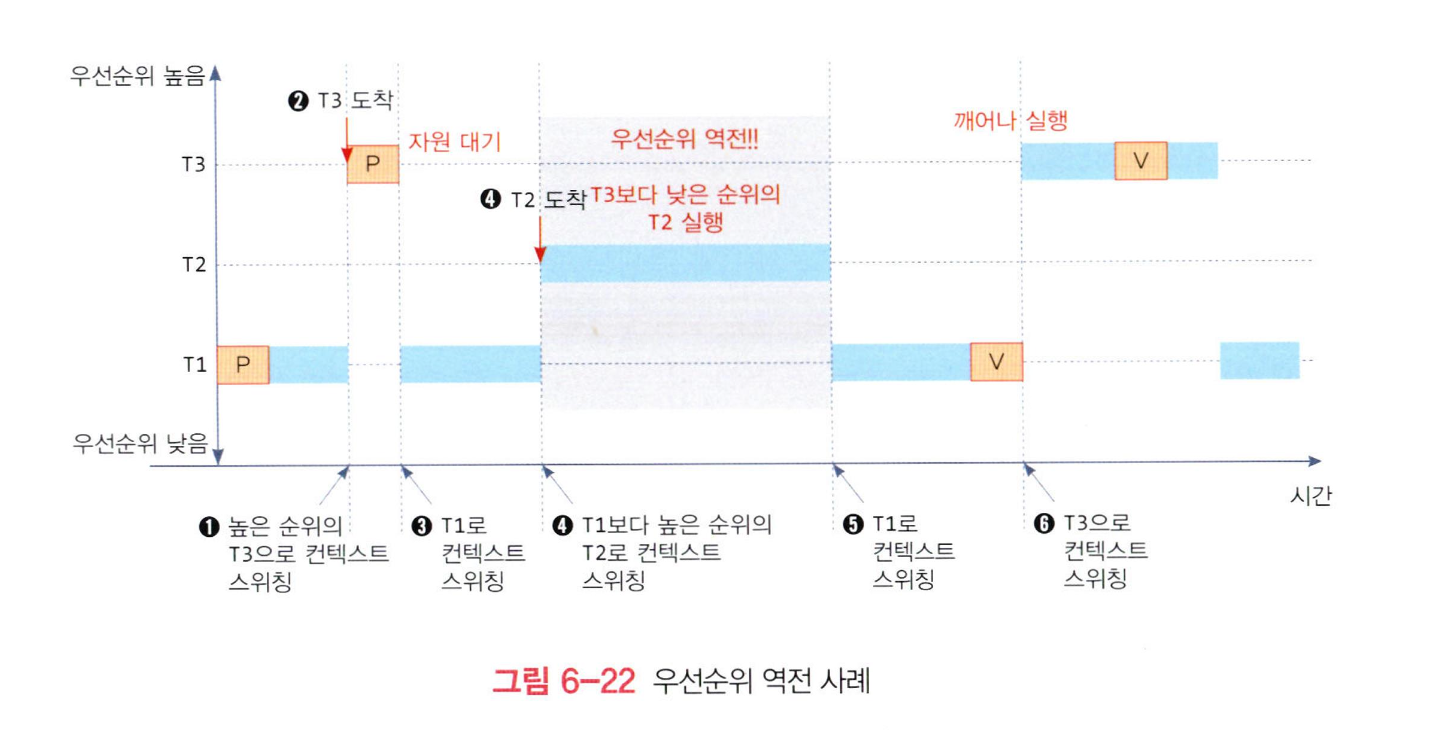 우선순위 높음
❷ T3 도착
자원 대기
우선순위 역전!!
깨어나 실행
T3
P
V
❹ T2 도착
T3보다 낮은 순위의
T2 실행
T2
T1
P
V
우선순위 낮음
시간
❶ 높은 순위의
T3으로 컨텍스트
스위칭
❸ T1로
컨텍스트
스위칭
❹ T1보다 높은 순위의
T2로 컨텍스트
스위칭
❺ T1로
컨텍스트
스위칭
❻ T3으로
컨텍스트
스위칭
그림 6-22 우선순위 역전 사례